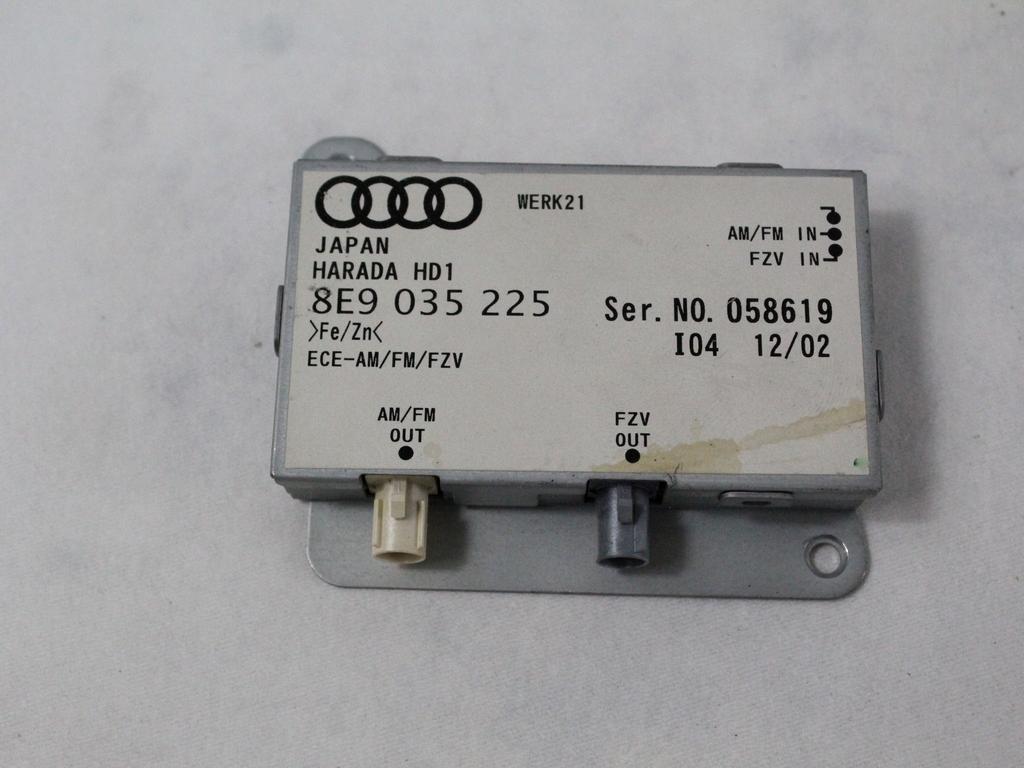 WERK21
JAPAN
HARADA HD1
8E9 035 225
>Fe/Zn<
ECE-AM/FM/FZV
AM/FM IN
FZV IN
Ser. NO. 058619
I04 12/02
AM/FM
OUT
FZV
OUT